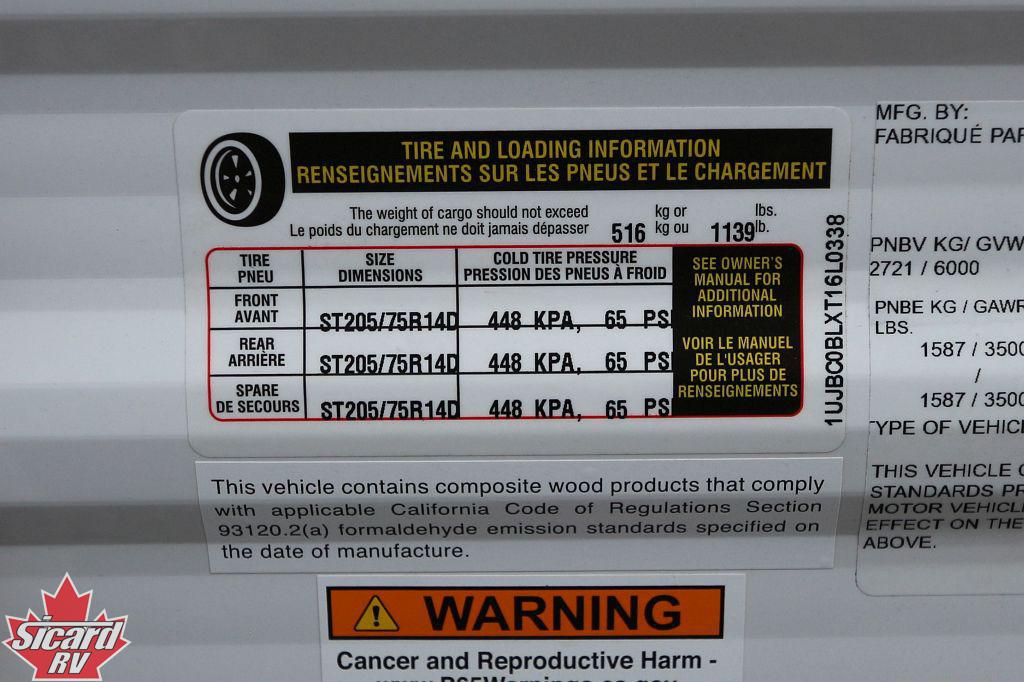 TIRE AND LOADING INFORMATION
RENSEIGNEMENTS SUR LES PNEUS ET LE CHARGEMENT
The weight of cargo should not exceed
Le poids du chargement ne doit jamais dépasser
516
kg or
kg ou
1139
lbs.
lb.
TIRE
PNEU
SIZE
DIMENSIONS
COLD TIRE PRESSURE
PRESSION DES PNEUS À FROID
FRONT
AVANT
ST205/75R14D
448 KPA, 65 PSI
REAR
ARRIÈRE
ST205/75R14D
448 KPA, 65 PSI
SPARE
DE SECOURS
ST205/75R14D
448 KPA, 65 PS
SEE OWNER'S
MANUAL FOR
ADDITIONAL
INFORMATION
VOIR LE MANUEL
DE L'USAGER
POUR PLUS DE
RENSEIGNEMENTS
1UJBC0BLXT16L0338
MFG. BY:
FABRIQUÉ PAR
PNBV KG/ GVW
2721 / 6000
PNBE KG / GAWR
LBS.
1587 / 3500
/
1587 / 3500
TYPE OF VEHIC
THIS VEHICLE
STANDARDS PR
MOTOR VEHICL
EFFECT ON THE
ABOVE.
This vehicle contains composite wood products that comply
with applicable California Code of Regulations Section
93120.2(a) formaldehyde emission standards specified on
the date of manufacture.
WARNING
Cancer and Reproductive Harm -
www.P65Warnings.ca.gov
Sicard
RV